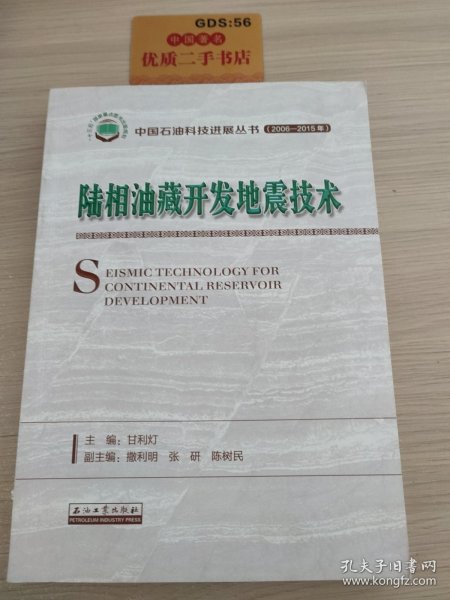 GDS:56
中国著名
优质二手书店
中国石油科技进展丛书（2006—2015年）
陆相油藏开发地震技术
SEISMIC TECHNOLOGY FOR
CONTINENTAL RESERVOIR
DEVELOPMENT
主 编：甘利灯
副主编：撒利明 张 研 陈树民
石油工业出版社
PETROLEUM INDUSTRY PRESS
孔夫子旧书网
www.kongfz.com